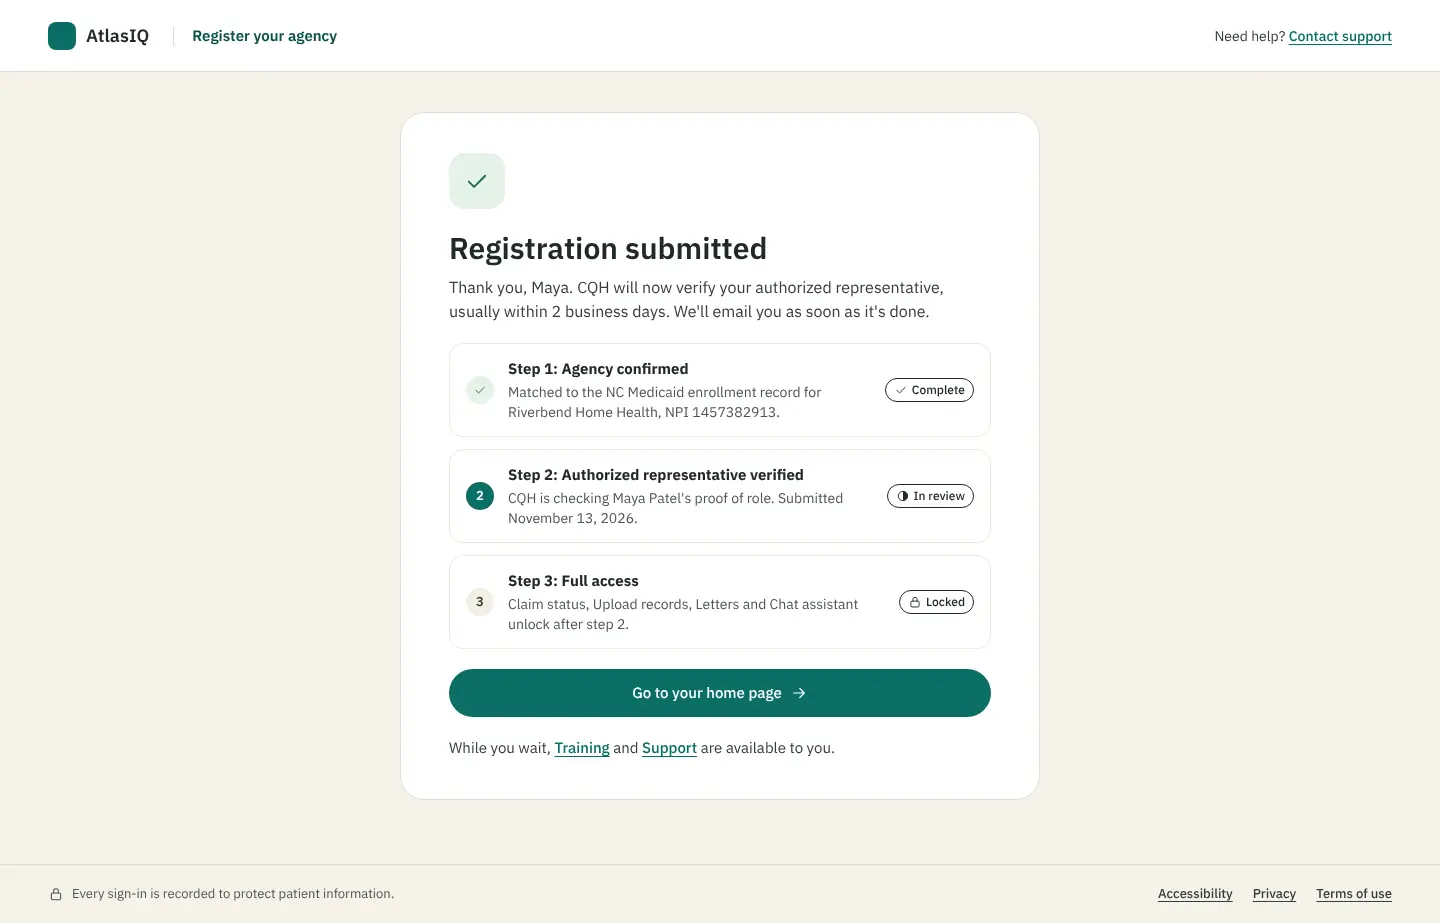 AtlasIQ
Register your agency
Need help? Contact support
Registration submitted
Thank you, Maya. CQH will now verify your authorized representative,
usually within 2 business days. We'll email you as soon as it's done.
Step 1: Agency confirmed
Matched to the NC Medicaid enrollment record for
Riverbend Home Health, NPI 1457382913.
Complete
2
Step 2: Authorized representative verified
CQH is checking Maya Patel's proof of role. Submitted
November 13, 2026.
In review
3
Step 3: Full access
Claim status, Upload records, Letters and Chat assistant
unlock after step 2.
Locked
Go to your home page
While you wait, Training and Support are available to you.
Every sign-in is recorded to protect patient information.
Accessibility
Privacy
Terms of use